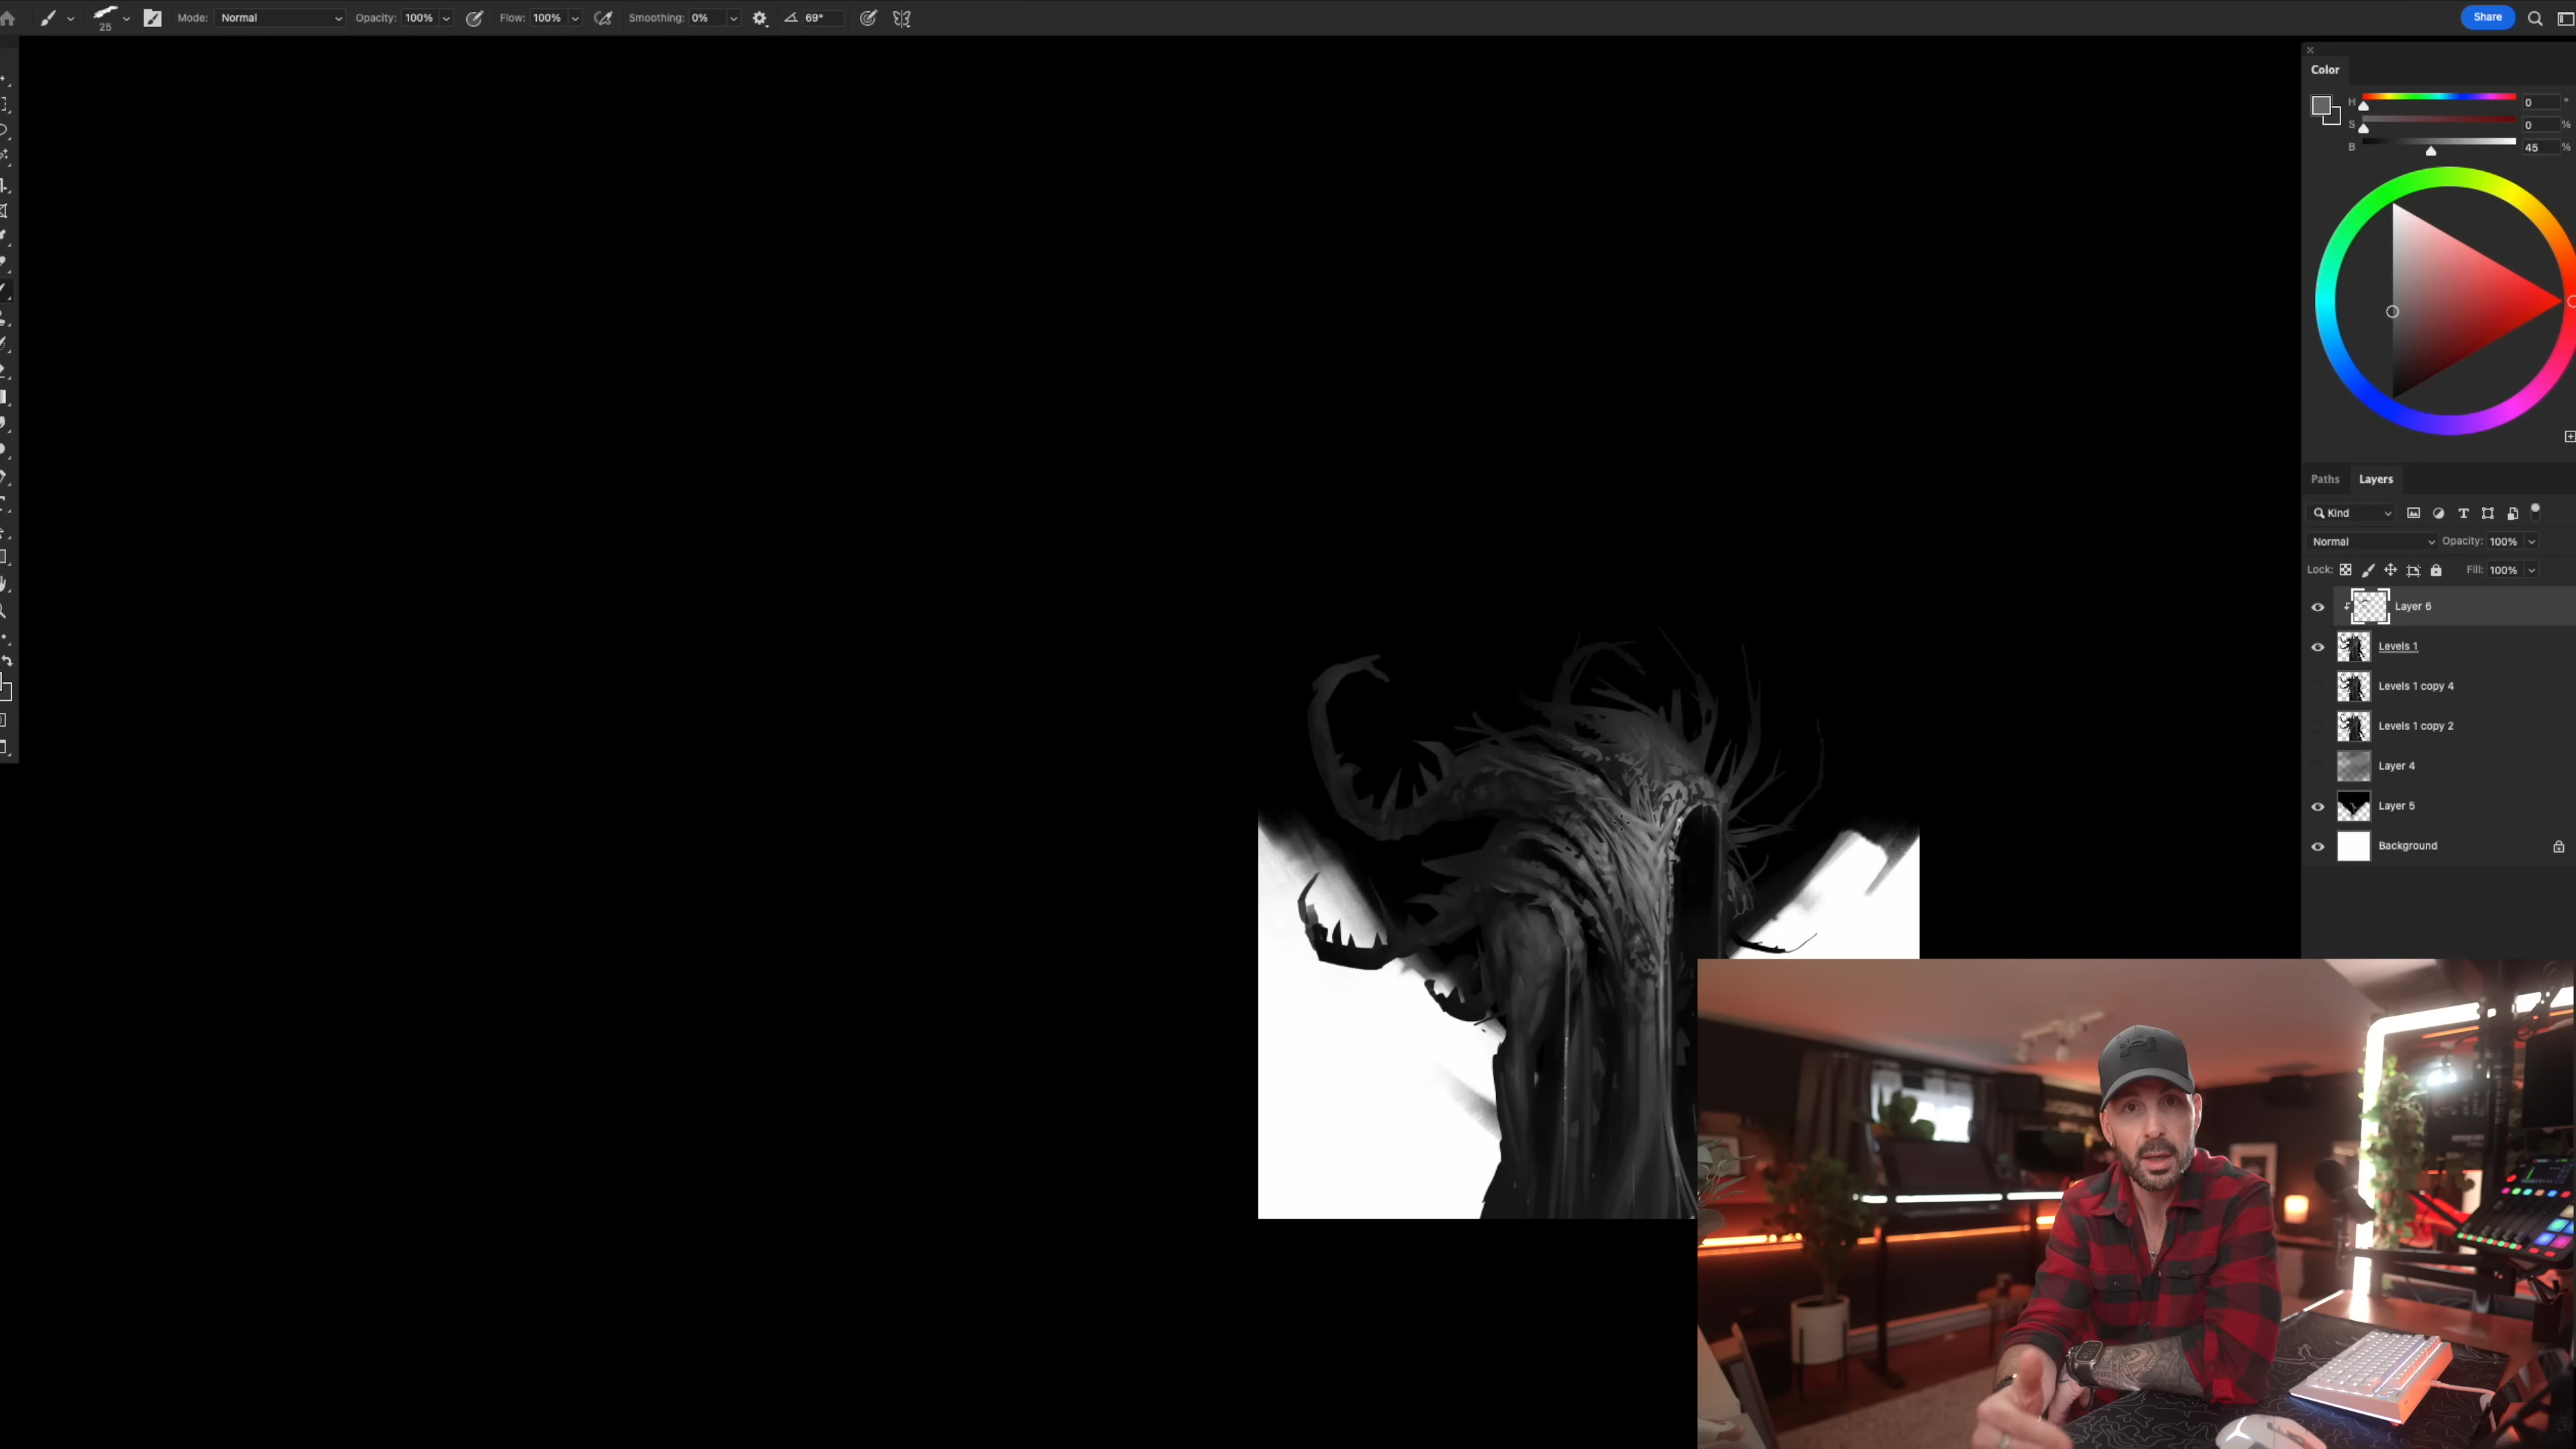 25
Mode: Normal
Opacity: 100%
Flow: 100%
Smoothing: 0%
69°
Share
Color
H 0 °
S 0 %
B 45 %
Paths Layers
Kind
Normal Opacity: 100%
Lock: Fill: 100%
Layer 6
Levels 1
Levels 1 copy 4
Levels 1 copy 2
Layer 4
Layer 5
Background